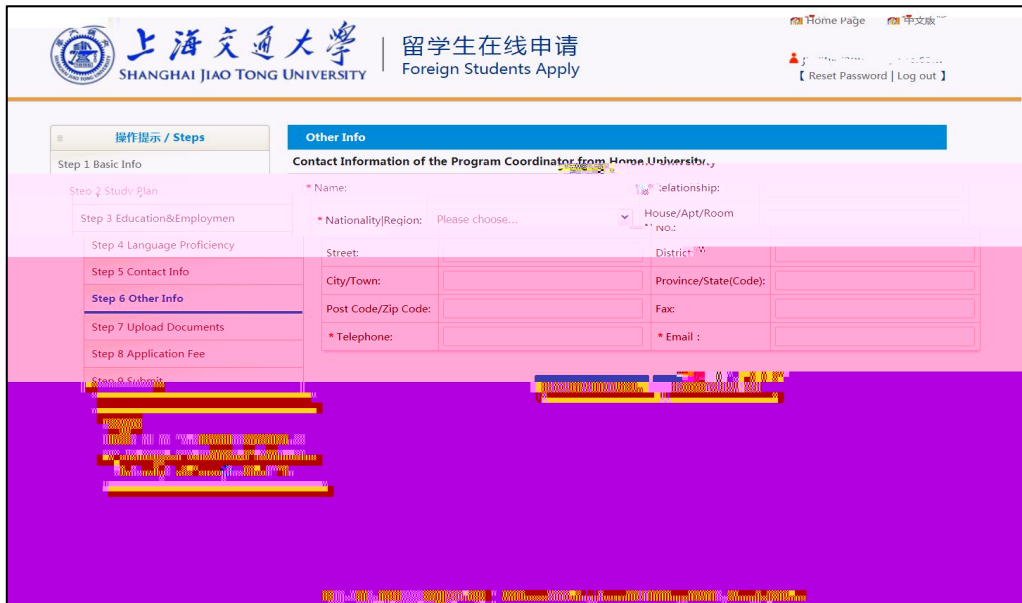 Home Page 中文版
上海交通大学
SHANGHAI JIAO TONG UNIVERSITY
留学生在线申请
Foreign Students Apply
【 Reset Password | Log out 】
操作提示 / Steps
Step 1 Basic Info
Step 2 Study Plan
Step 3 Education&Employmen
Step 4 Language Proficiency
Step 5 Contact Info
Step 6 Other Info
Step 7 Upload Documents
Step 8 Application Fee
Step 9 Submit
Other Info
Contact Information of the Program Coordinator from Home University
* Name:
* Relationship:
* Nationality|Region: Please choose...
House/Apt/Room
No.:
Street:
District:
City/Town:
Province/State(Code):
Post Code/Zip Code:
Fax:
* Telephone:
* Email :